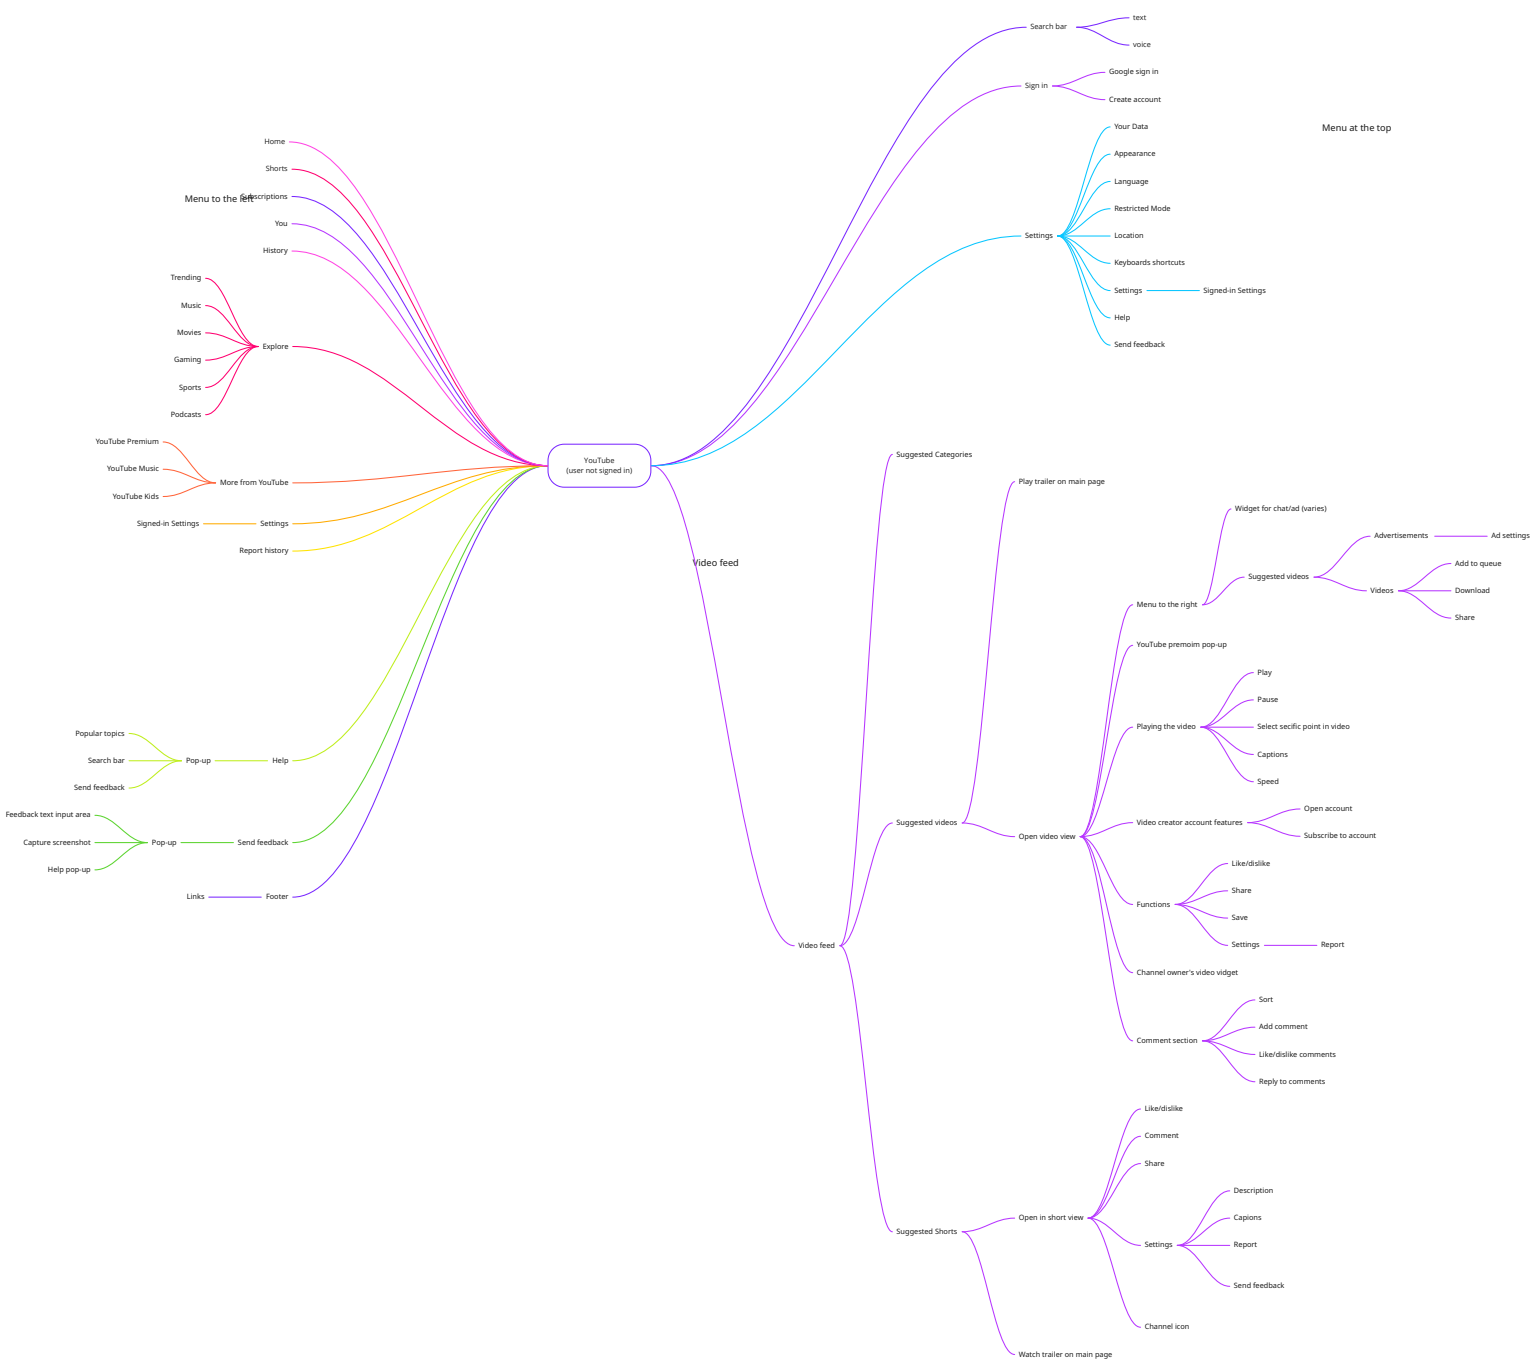 Menu to the left
Home
Shorts
Subscriptions
You
History
Explore
Trending
Music
Movies
Gaming
Sports
Podcasts
More from YouTube
YouTube Premium
YouTube Music
YouTube Kids
Settings
Signed-in Settings
Report history
Help
Pop-up
Popular topics
Search bar
Send feedback
Send feedback
Pop-up
Feedback text input area
Capture screenshot
Help pop-up
Footer
Links
YouTube
(user not signed in)
Menu at the top
Search bar
text
voice
Sign in
Google sign in
Create account
Settings
Your Data
Appearance
Language
Restricted Mode
Location
Keyboards shortcuts
Settings
Signed-in Settings
Help
Send feedback
Video feed
Video feed
Suggested Categories
Suggested videos
Play trailer on main page
Open video view
Menu to the right
Widget for chat/ad (varies)
Suggested videos
Advertisements
Ad settings
Videos
Add to queue
Download
Share
YouTube premoim pop-up
Playing the video
Play
Pause
Select secific point in video
Captions
Speed
Video creator account features
Open account
Subscribe to account
Functions
Like/dislike
Share
Save
Settings
Report
Channel owner's video vidget
Comment section
Sort
Add comment
Like/dislike comments
Reply to comments
Suggested Shorts
Open in short view
Like/dislike
Comment
Share
Settings
Description
Capions
Report
Send feedback
Channel icon
Watch trailer on main page